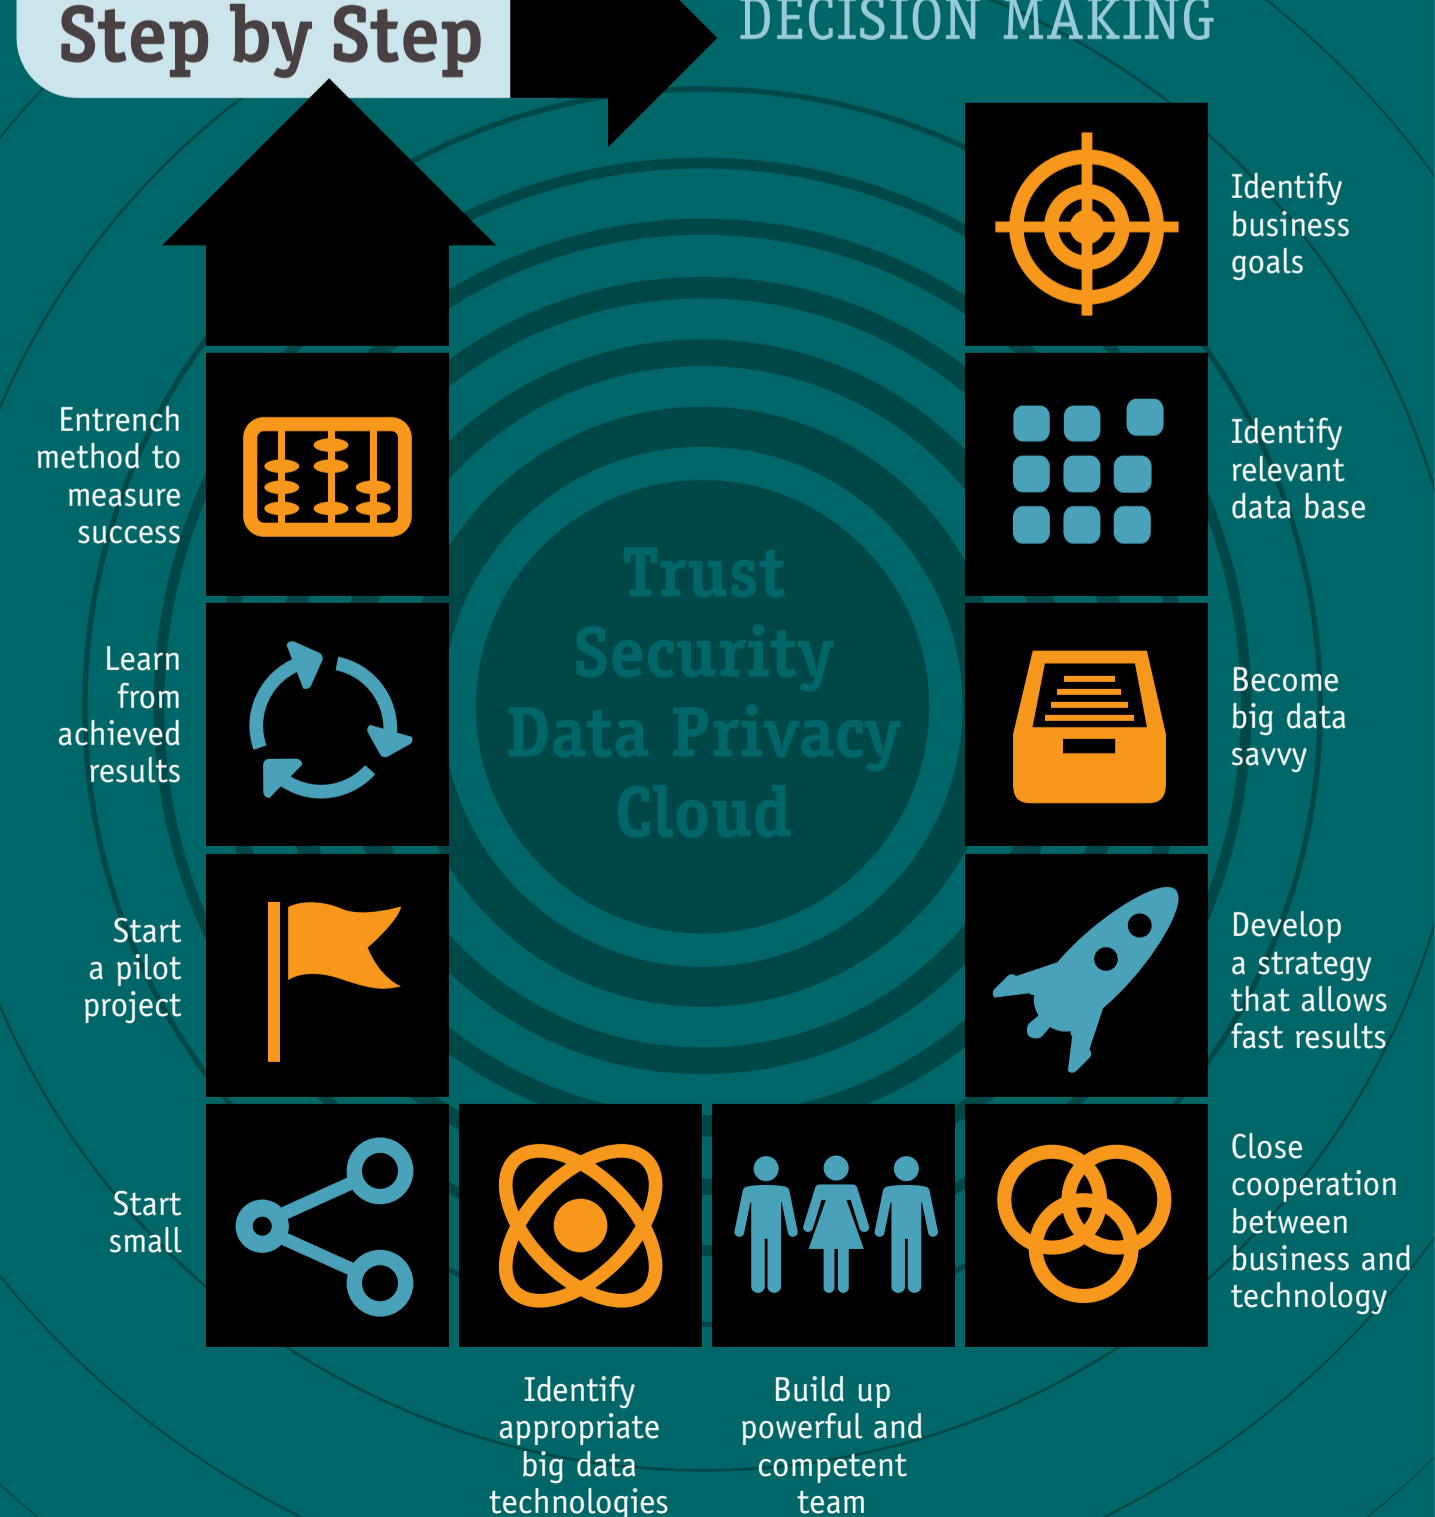 Step by Step
DECISION MAKING
Identify
business
goals
Identify
relevant
data base
Become
big data
savvy
Develop
a strategy
that allows
fast results
Close
cooperation
between
business and
technology
Build up
powerful and
competent
team
Identify
appropriate
big data
technologies
Start
small
Start
a pilot
project
Learn
from
achieved
results
Entrench
method to
measure
success
Trust
Security
Data Privacy
Cloud